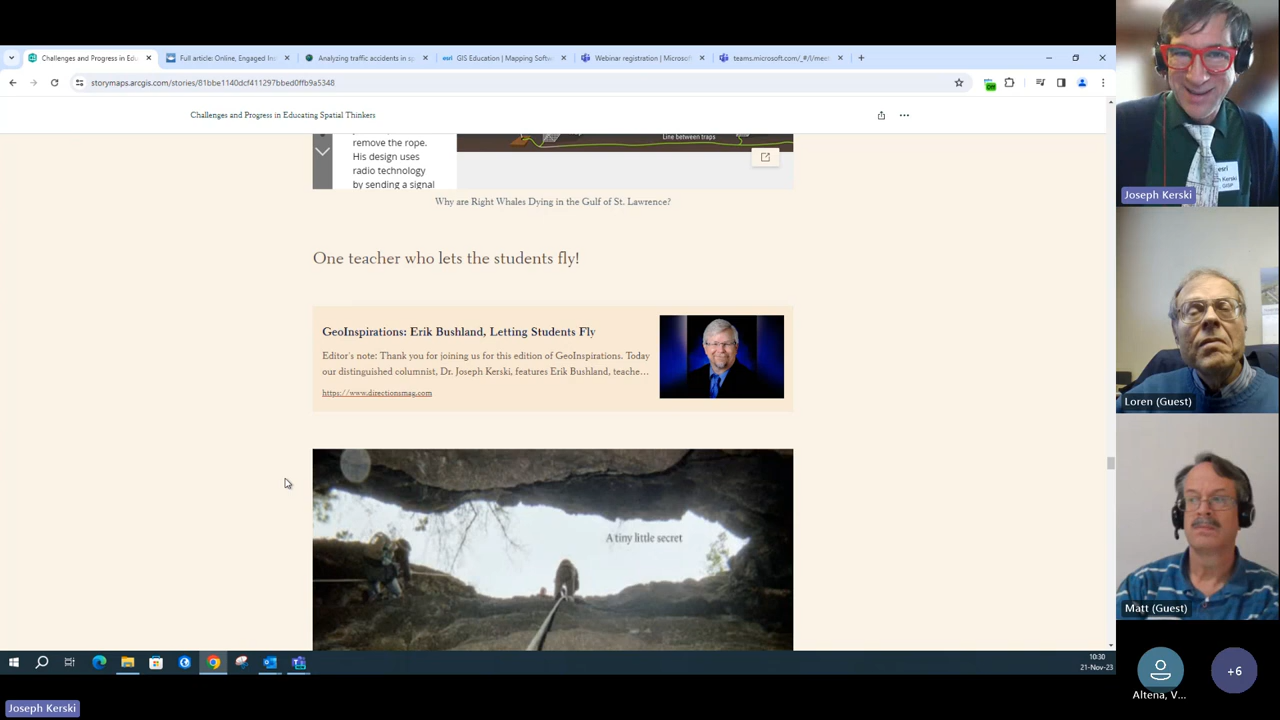 Challenges and Progress in Edu
Full article: Online, Engaged Ins
Analyzing traffic accidents in s
esri GIS Education | Mapping Softw
Webinar registration | Microsof
teams.microsoft.com/_#/l/mee
storymaps.arcgis.com/stories/81bbe1140dcf411297bbed0ffb9a5348
Off
Challenges and Progress in Educating Spatial Thinkers
remove the rope.
His design uses
radio technology
by sending a signal
Line between traps
Why are Right Whales Dying in the Gulf of St. Lawrence?
One teacher who lets the students fly!
GeoInspirations: Erik Bushland, Letting Students Fly
Editor's note: Thank you for joining us for this edition of GeoInspirations. Today
our distinguished columnist, Dr. Joseph Kerski, features Erik Bushland, teache...
https://www.directionsmag.com
A tiny little secret
10:30
21-Nov-23
Joseph Kerski
esri
Kerski
GISP
Joseph Kerski
Loren (Guest)
Matt (Guest)
Altena, V...
+6